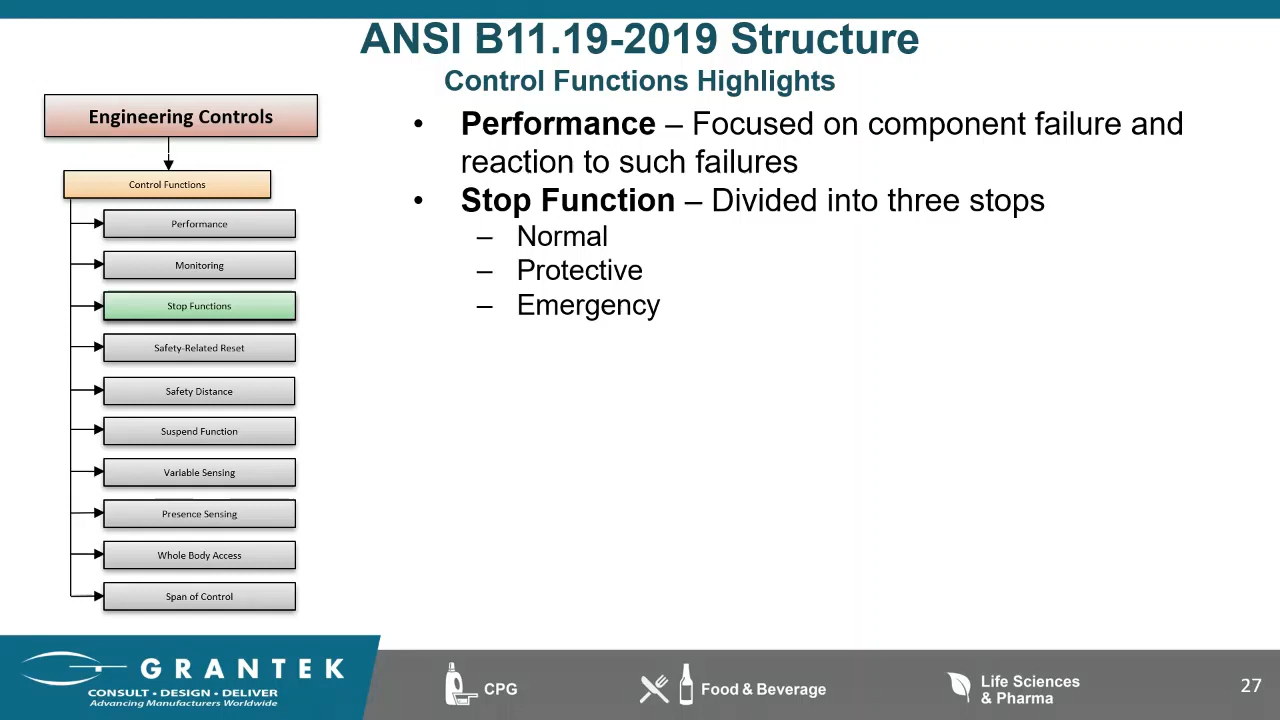 ANSI B11.19-2019 Structure
Control Functions Highlights
Engineering Controls
Control Functions
Performance
Monitoring
Stop Functions
Safety-Related Reset
Safety Distance
Suspend Function
Variable Sensing
Presence Sensing
Whole Body Access
Span of Control
• Performance – Focused on component failure and
reaction to such failures
• Stop Function – Divided into three stops
– Normal
– Protective
– Emergency
GRANTEK
CONSULT • DESIGN • DELIVER
Advancing Manufacturers Worldwide
CPG
Food & Beverage
Life Sciences
& Pharma
27